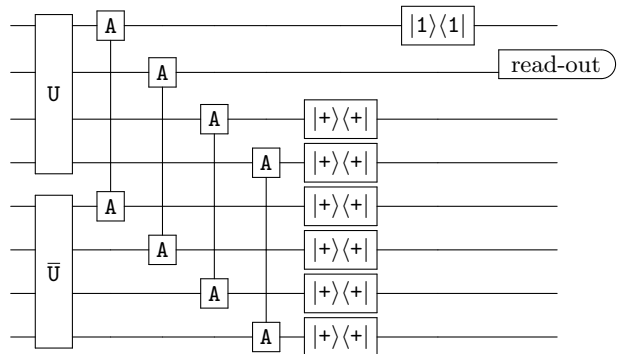 A |1⟩⟨1|
A read-out
U
A |+⟩⟨+|
A |+⟩⟨+|
A |+⟩⟨+|
A |+⟩⟨+|
U̅
A |+⟩⟨+|
A |+⟩⟨+|